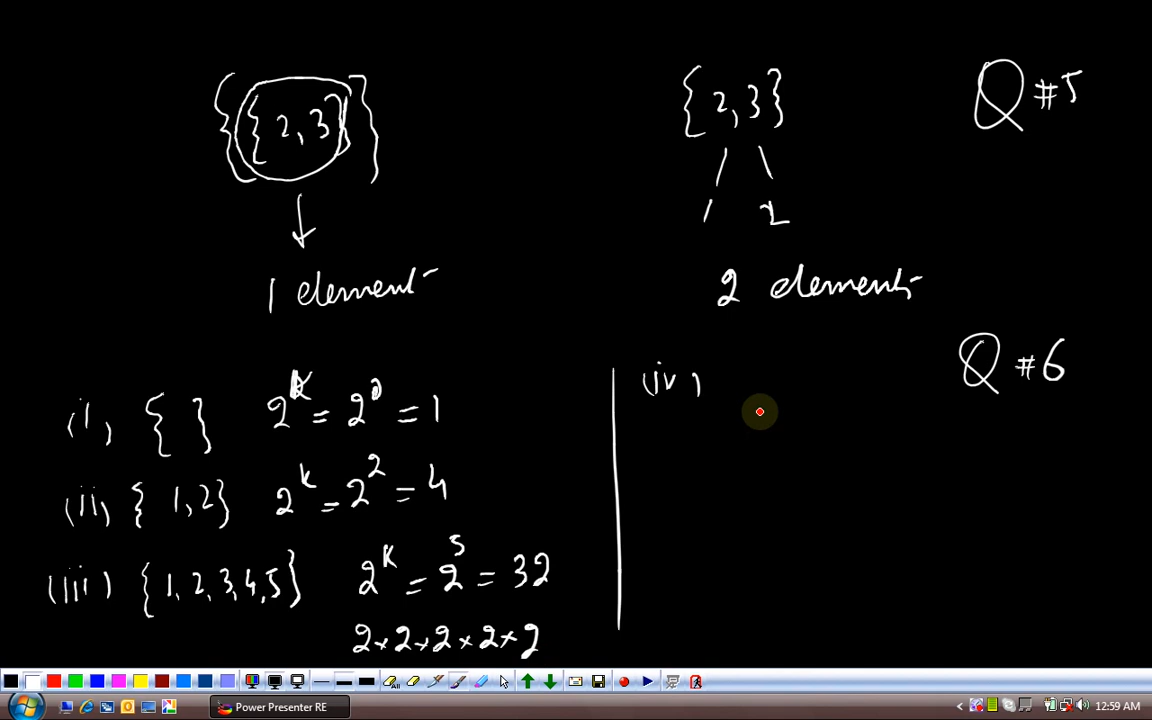 {{2,3}}
{2,3}
Q #5
1 2
1 element
2 elements
Q #6
(i) { } 2^k = 2^0 = 1
(ii) { 1,2} 2^k = 2^2 = 4
(iii) {1,2,3,4,5} 2^k = 2^5 = 32
2×2×2×2×2
(iv)
All
Power Presenter RE
12:59 AM